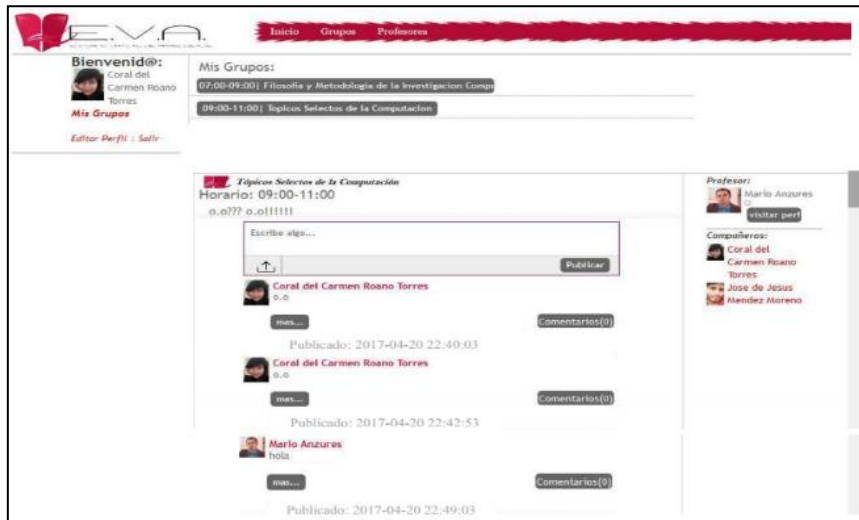 E.V.A.
Inicio Grupos Profesores
Bienvenid@:
Coral del
Carmen Roano
Torres
Mis Grupos
Editar Perfil : Salir
Mis Grupos:
07:00-09:00| Filosofia y Metodologia de la Investigacion Compu
09:00-11:00| Topicos Selectos de la Computacion
Tópicos Selectos de la Computación
Horario: 09:00-11:00
o.o??? o.o!!!!!!
Escribe algo...
Publicar
Coral del Carmen Roano Torres
o.o
mas...
Comentarios(0)
Publicado: 2017-04-20 22:40:03
Coral del Carmen Roano Torres
o.o
mas...
Comentarios(0)
Publicado: 2017-04-20 22:42:53
Mario Anzures
hola
mas...
Comentarios(0)
Publicado: 2017-04-20 22:49:03
Profesor:
Mario Anzures
visitar perf
Compañeros:
Coral del
Carmen Roano
Torres
Jose de Jesus
Mendez Moreno